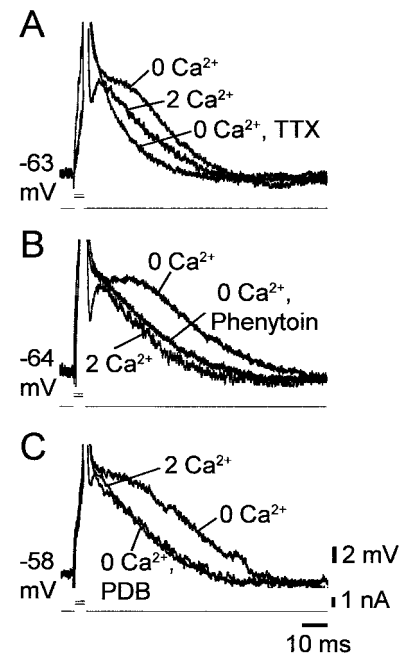 A
0 Ca²⁺
2 Ca²⁺
0 Ca²⁺, TTX
-63
mV
B
0 Ca²⁺
0 Ca²⁺,
Phenytoin
2 Ca²⁺
-64
mV
C
2 Ca²⁺
0 Ca²⁺
0 Ca²⁺,
PDB
-58
mV
2 mV
1 nA
10 ms